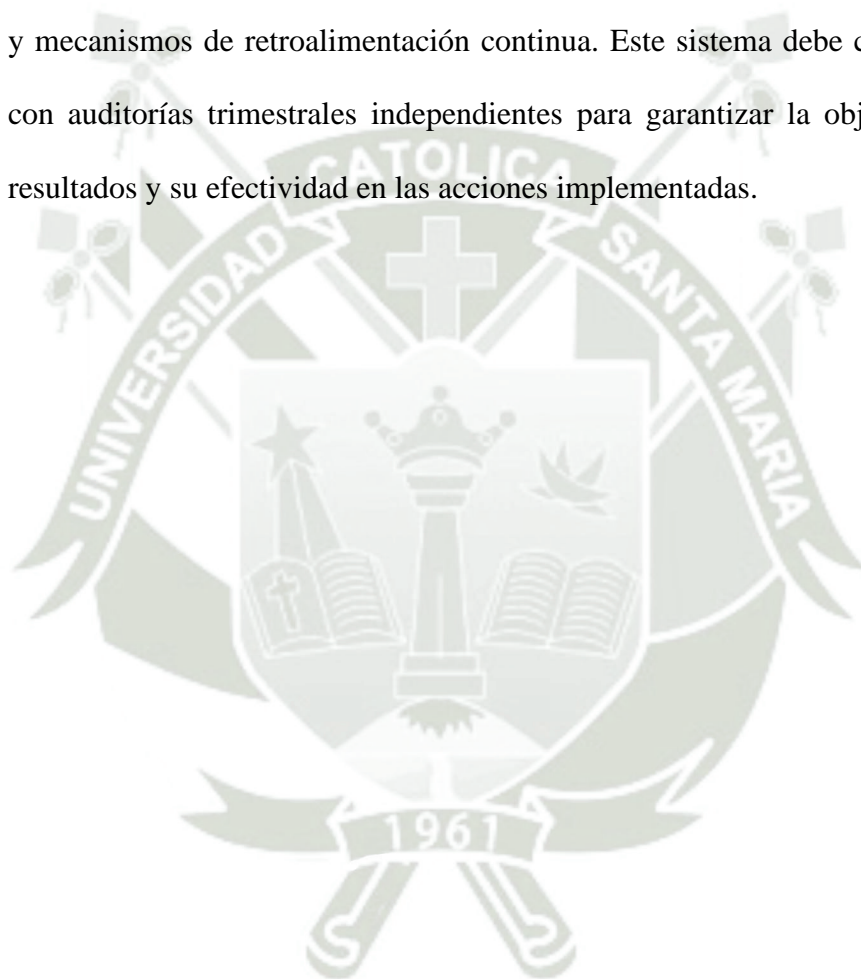 y mecanismos de retroalimentación continua. Este sistema debe
con auditorías trimestrales independientes para garantizar la
resultados y su efectividad en las acciones implementadas.
UNIVERSIDAD CATOLICA SANTA MARIA
1961